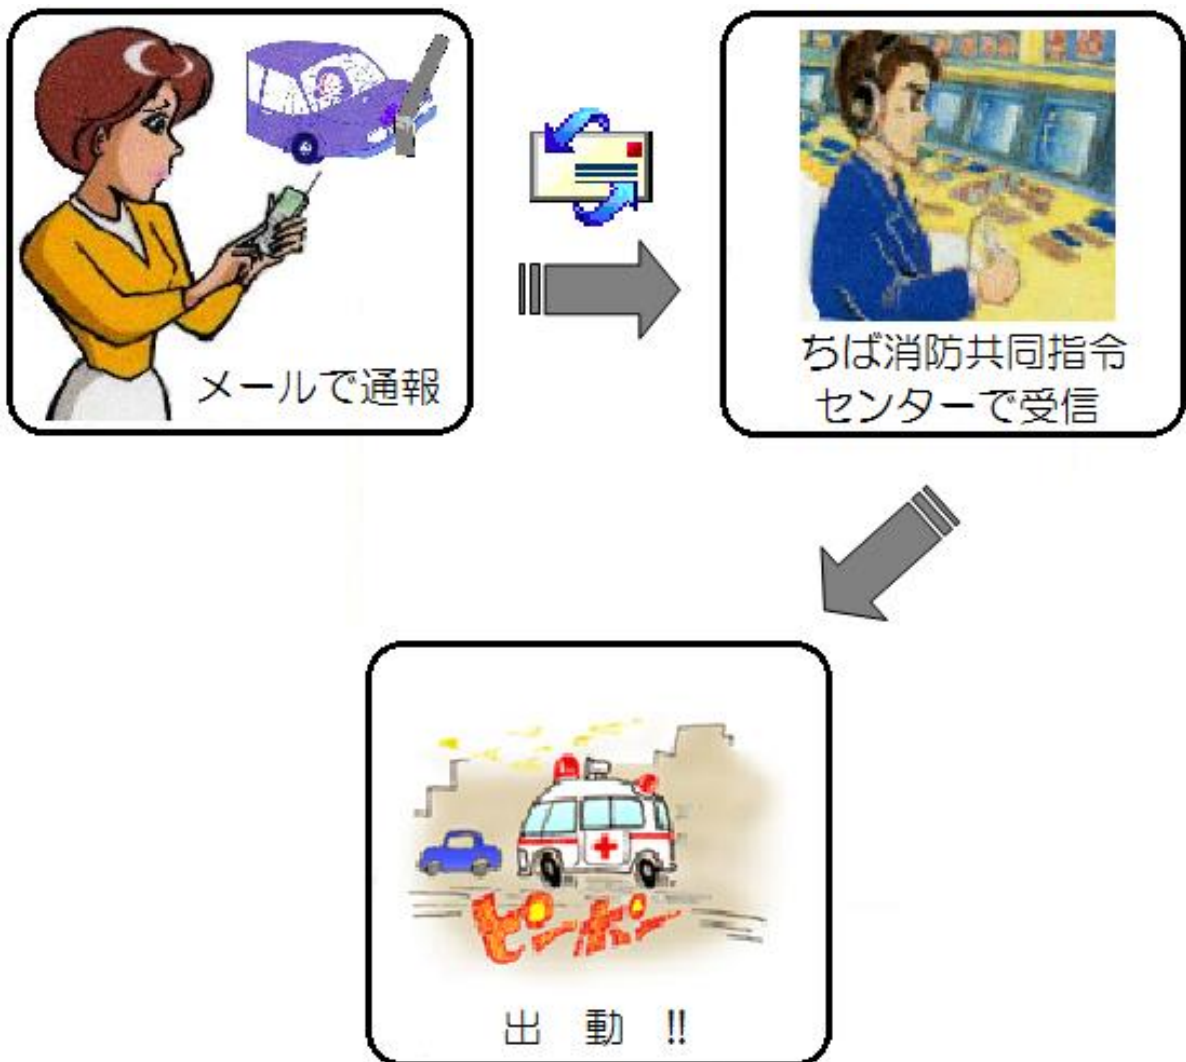 メールで通報
ちば消防共同指令
センターで受信
ピーポー
出 動 !!